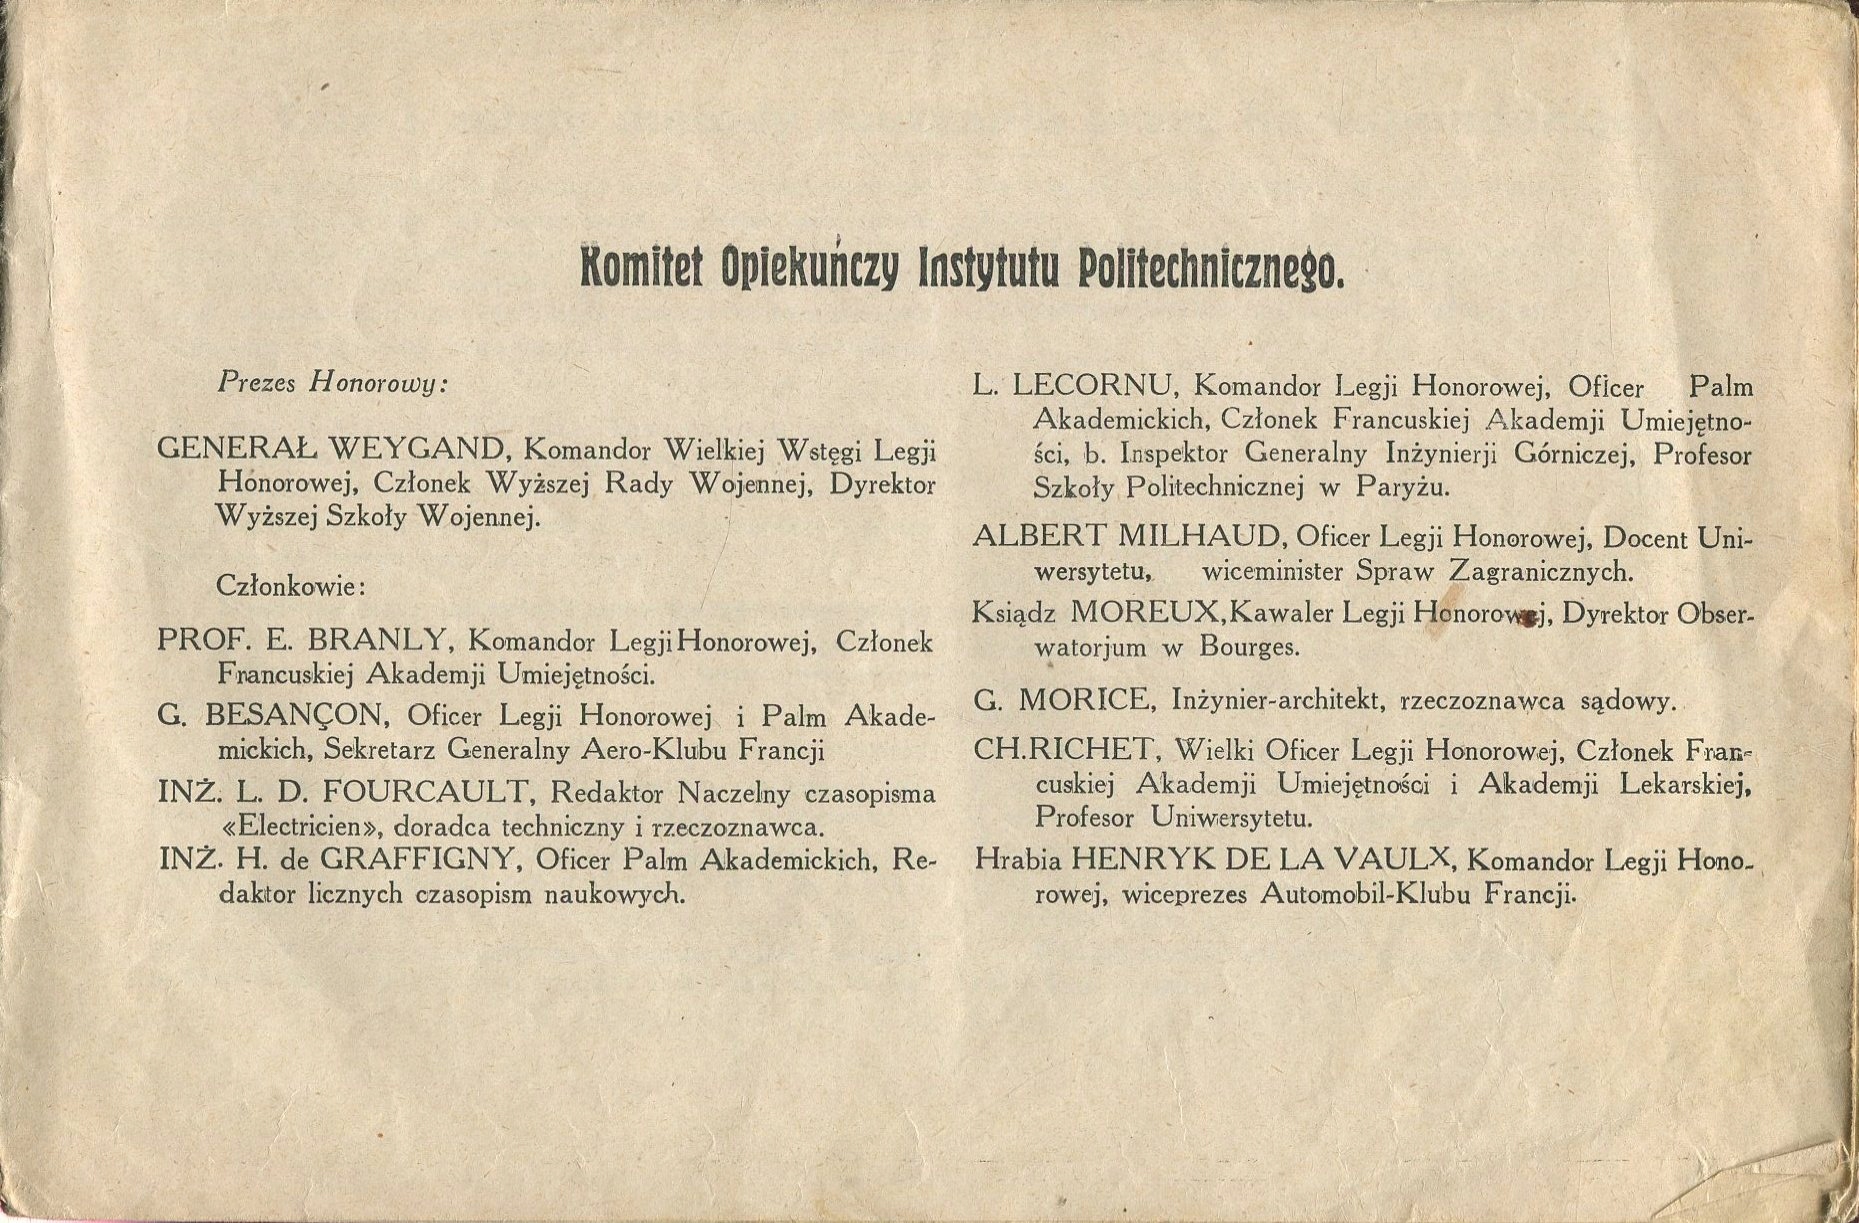 Komitet Opiekuńczy Instytutu Politechnicznego.
Prezes Honorowy:
GENERAŁ WEYGAND, Komandor Wielkiej Wstęgi Legji
Honorowej, Członek Wyższej Rady Wojennej, Dyrektor
Wyższej Szkoły Wojennej.
Członkowie:
PROF. E. BRANLY, Komandor Legji Honorowej, Członek
Francuskiej Akademji Umiejętności.
G. BESANÇON, Oficer Legji Honorowej i Palm Akade-
mickich, Sekretarz Generalny Aero-Klubu Francji
INŻ. L. D. FOURCAULT, Redaktor Naczelny czasopisma
«Electricien», doradca techniczny i rzeczoznawca.
INŻ. H. de GRAFFIGNY, Oficer Palm Akademickich, Re-
daktor licznych czasopism naukowych.
L. LECORNU, Komandor Legji Honorowej, Oficer Palm
Akademickich, Członek Francuskiej Akademji Umiejętno-
ści, b. Inspektor Generalny Inżynierji Górniczej, Profesor
Szkoły Politechnicznej w Paryżu.
ALBERT MILHAUD, Oficer Legji Honorowej, Docent Uni-
wersytetu, wiceminister Spraw Zagranicznych.
Ksiądz MOREUX, Kawaler Legji Honorowej, Dyrektor Obser-
watorjum w Bourges.
G. MORICE, Inżynier-architekt, rzeczoznawca sądowy.
CH.RICHET, Wielki Oficer Legji Honorowej, Członek Fran-
cuskiej Akademji Umiejętności i Akademji Lekarskiej,
Profesor Uniwersytetu.
Hrabia HENRYK DE LA VAULX, Komandor Legji Hono-
rowej, wiceprezes Automobil-Klubu Francji.